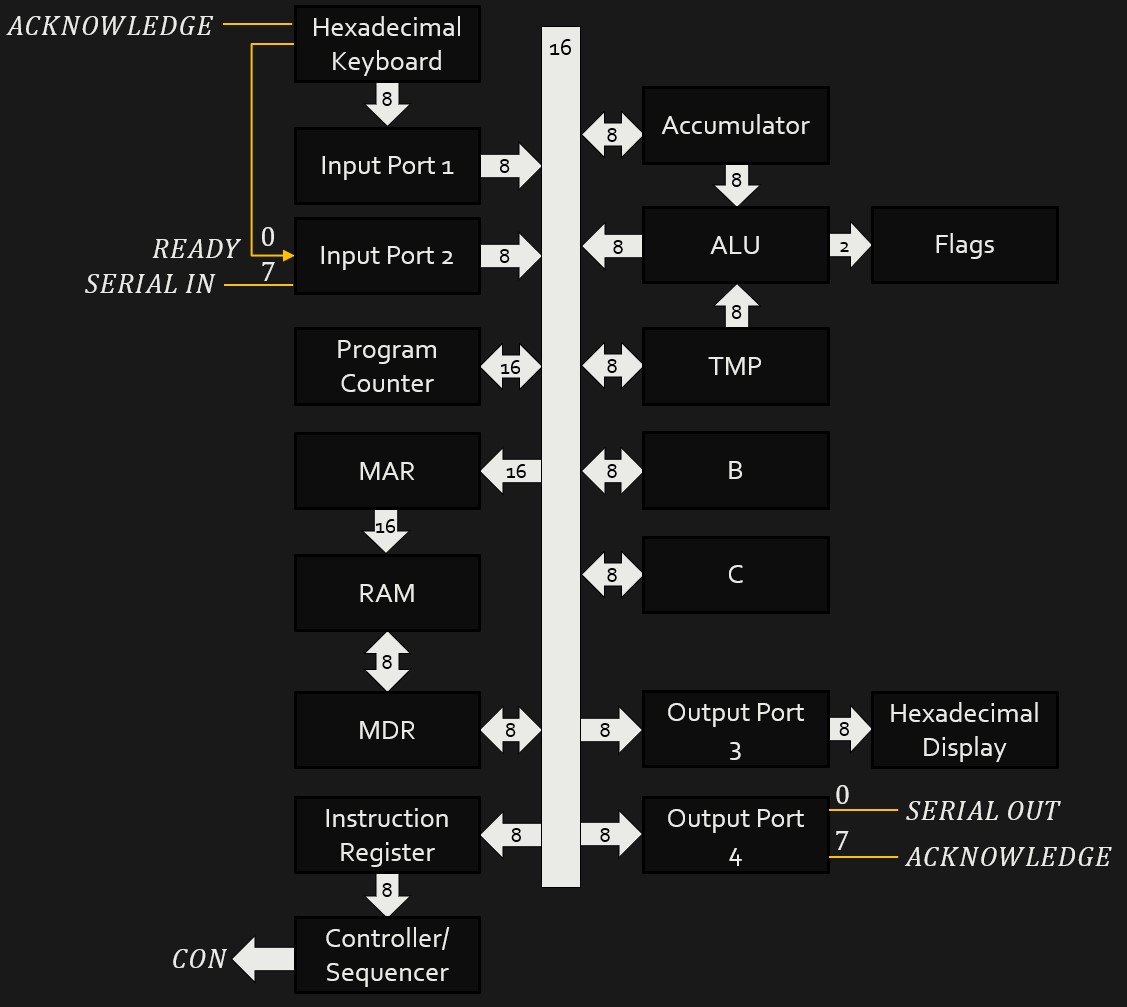 ACKNOWLEDGE
Hexadecimal
Keyboard
8
Input Port 1
8
READY
0
7
SERIAL IN
Input Port 2
8
Program
Counter
16
MAR
16
16
RAM
8
MDR
8
Instruction
Register
8
8
Controller/
Sequencer
CON
16
8
Accumulator
8
8
ALU
2
Flags
8
8
TMP
8
B
8
C
8
Output Port
3
8
Hexadecimal
Display
8
Output Port
4
0
SERIAL OUT
7
ACKNOWLEDGE